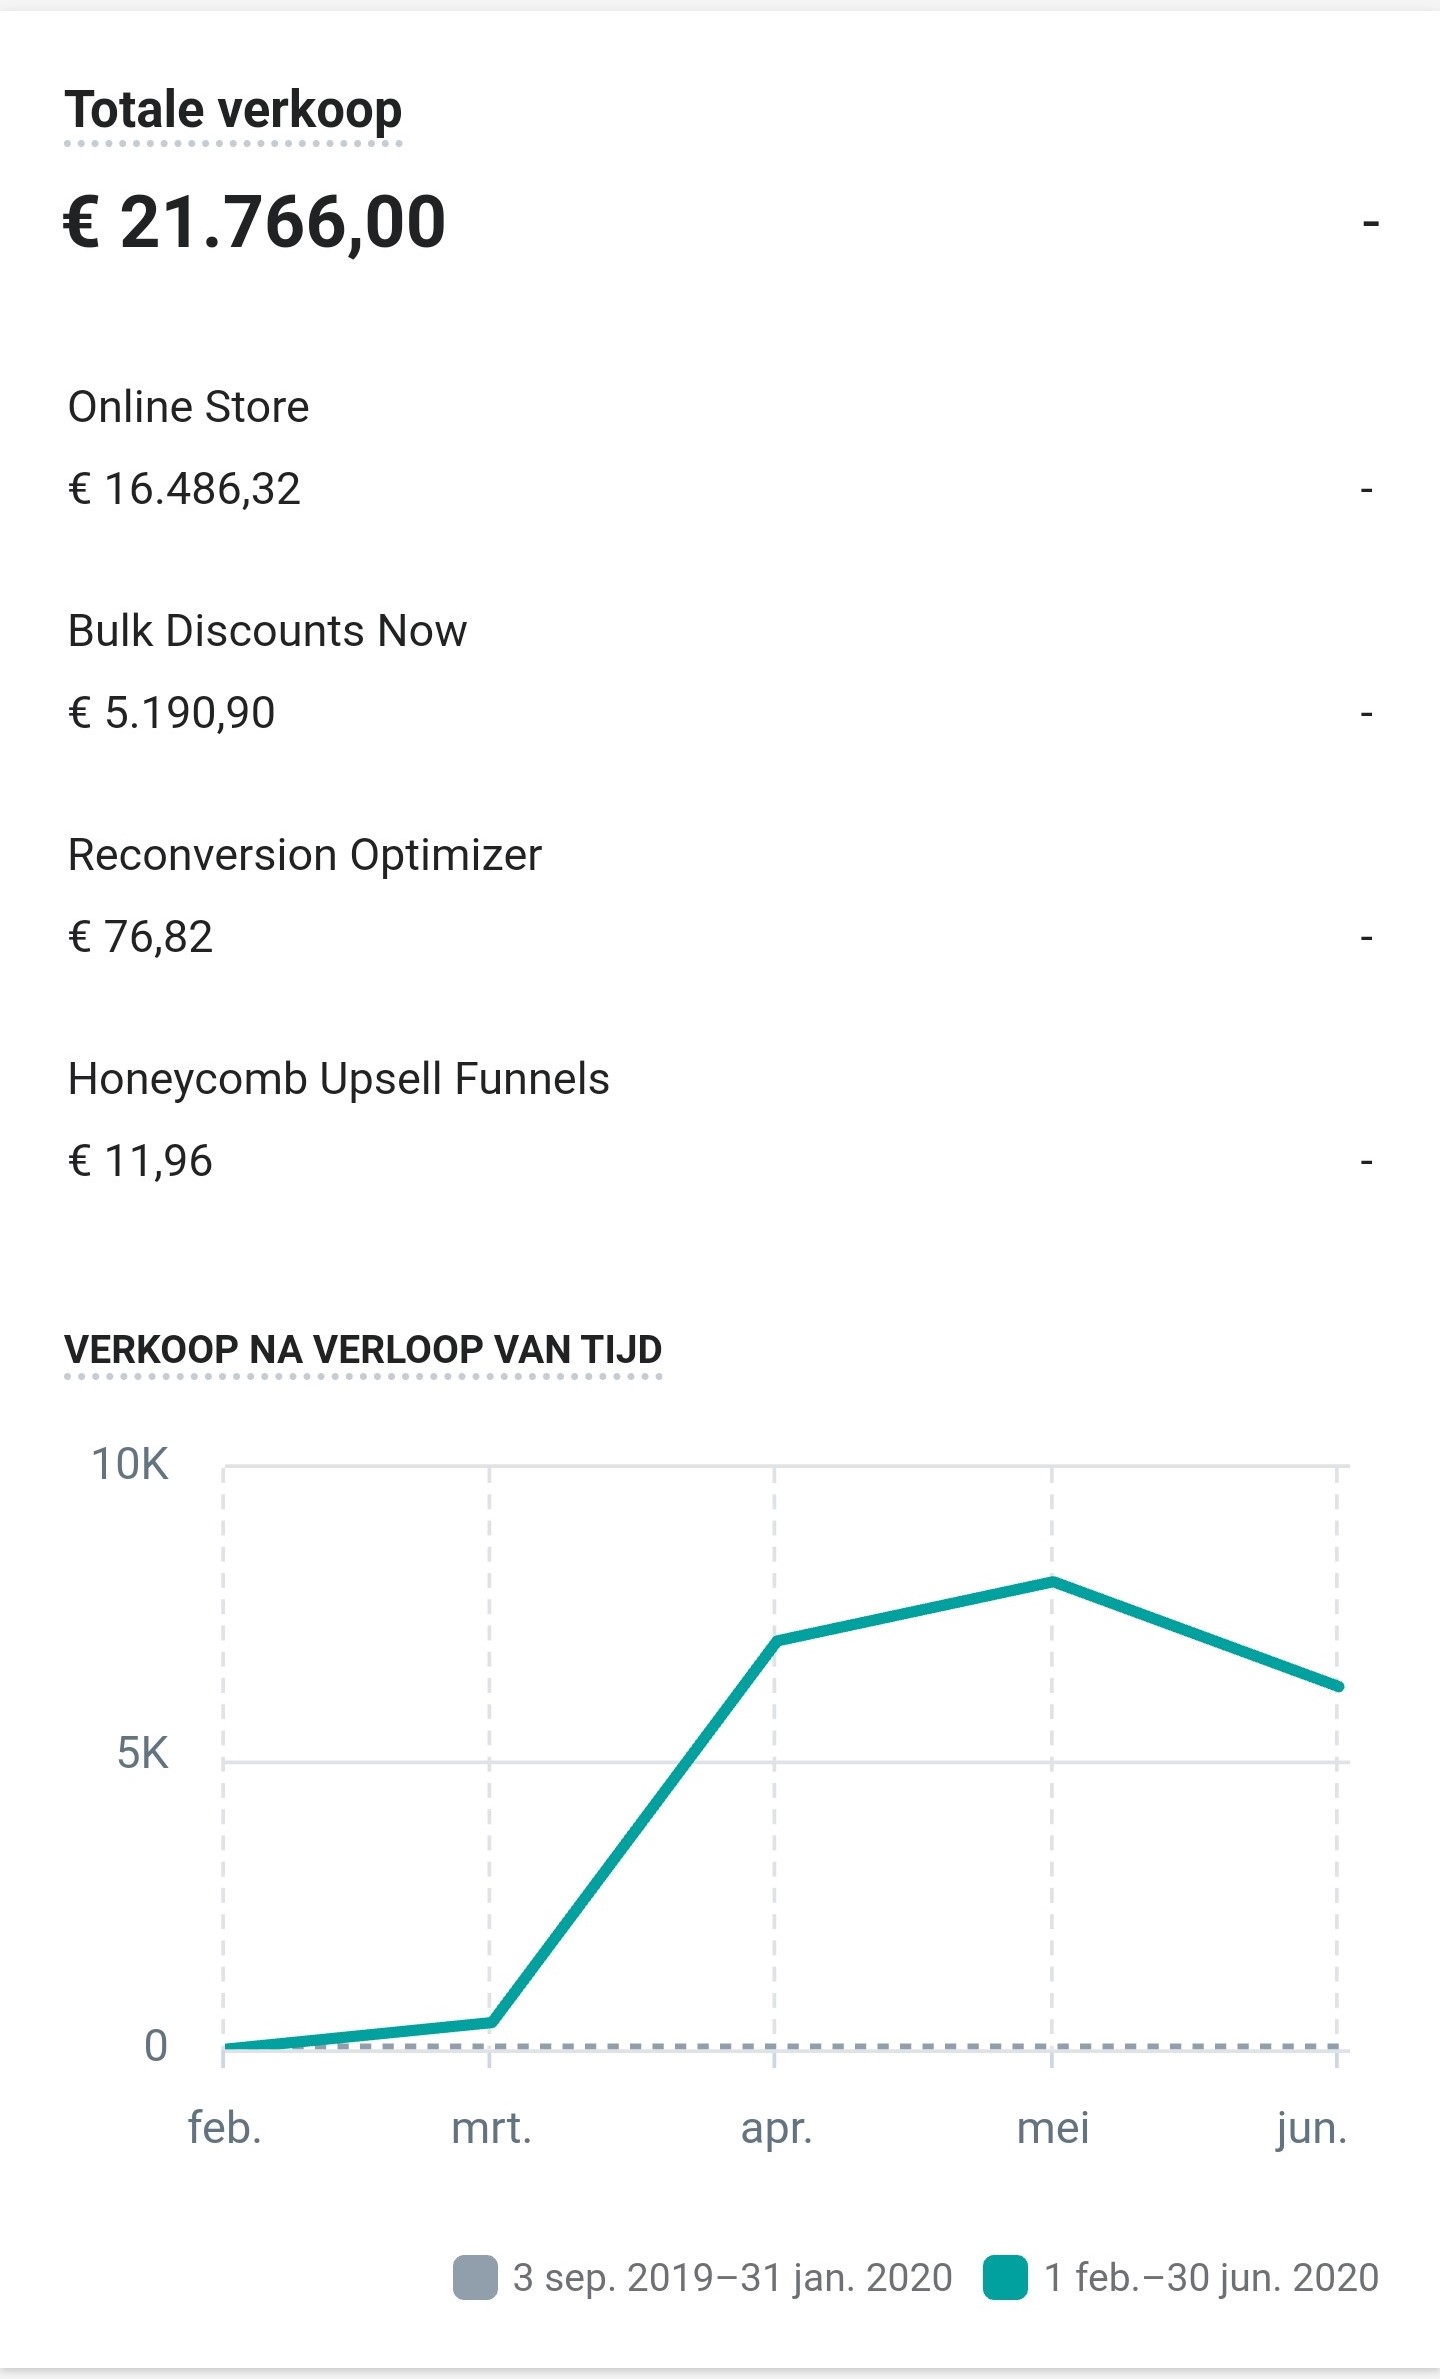 Totale verkoop
€ 21.766,00 -
Online Store
€ 16.486,32 -
Bulk Discounts Now
€ 5.190,90 -
Reconversion Optimizer
€ 76,82 -
Honeycomb Upsell Funnels
€ 11,96 -
VERKOOP NA VERLOOP VAN TIJD
10K
5K
0
feb. mrt. apr. mei jun.
3 sep. 2019–31 jan. 2020 1 feb.–30 jun. 2020